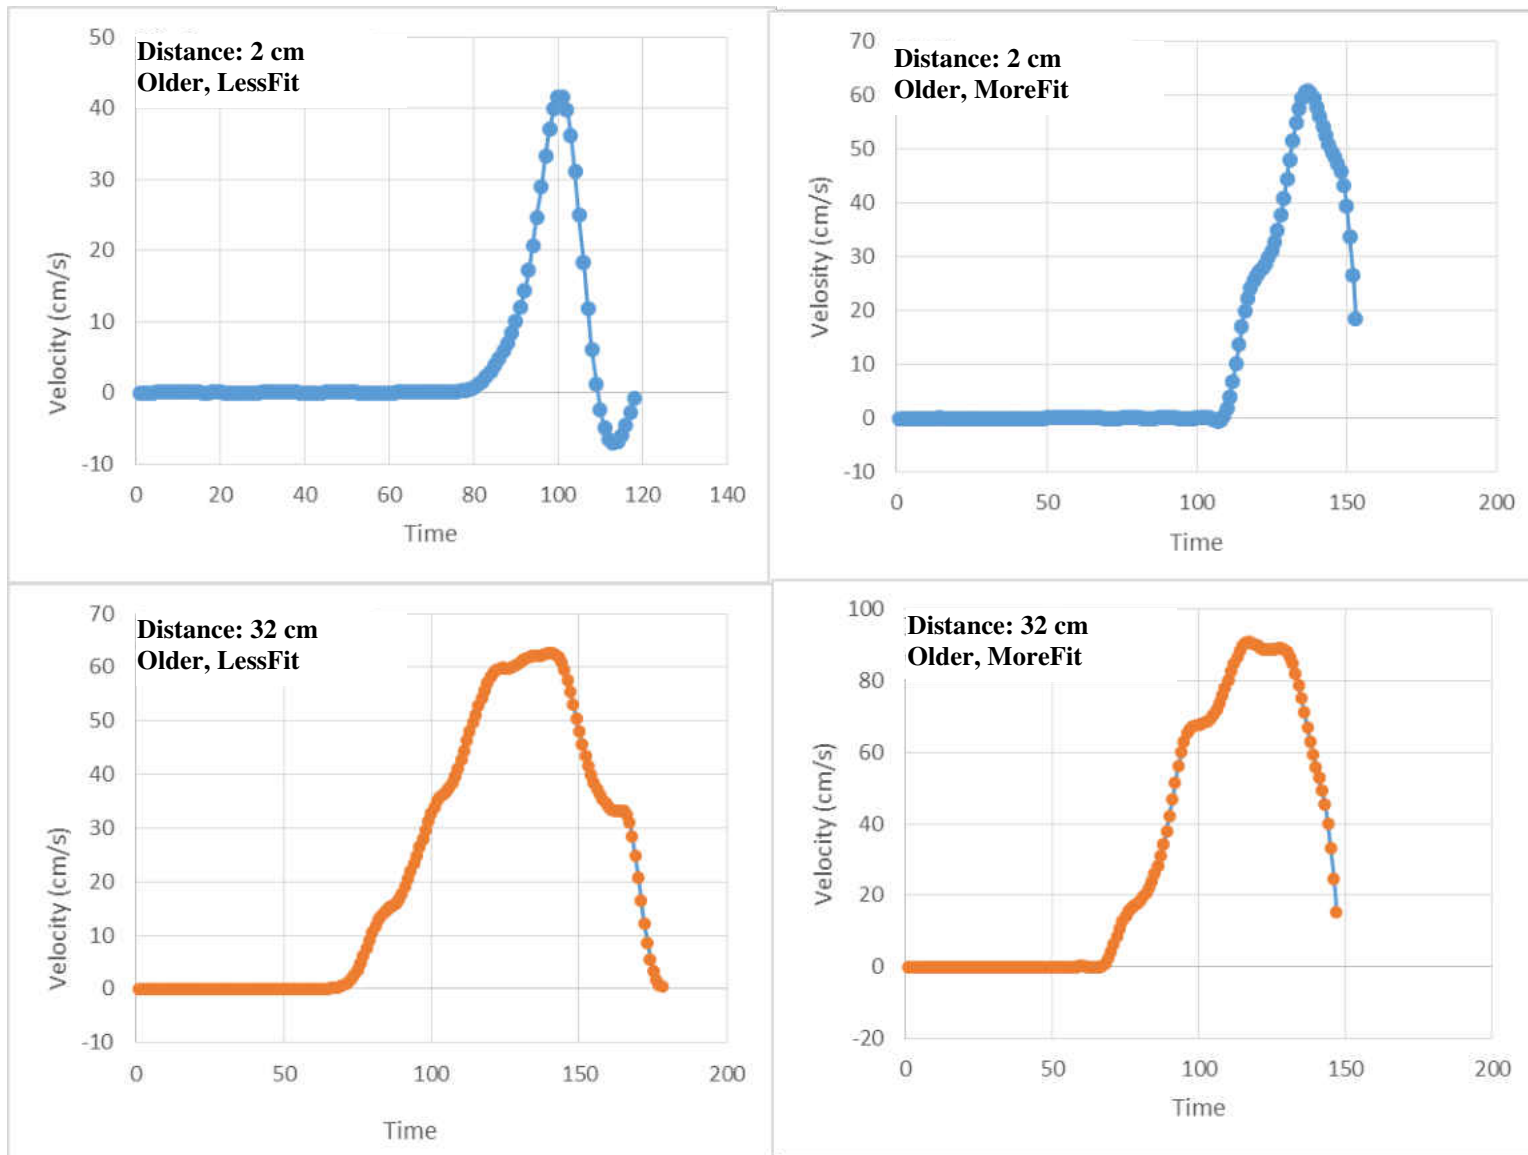 Distance: 2 cm
Older, LessFit
50
40
30
20
10
0
-10
Velocity (cm/s)
0 20 40 60 80 100 120 140
Time
Distance: 2 cm
Older, MoreFit
70
60
50
40
30
20
10
0
-10
Velosity (cm/s)
0 50 100 150 200
Time
Distance: 32 cm
Older, LessFit
70
60
50
40
30
20
10
0
-10
Velocity (cm/s)
0 50 100 150 200
Time
Distance: 32 cm
Older, MoreFit
100
80
60
40
20
0
-20
Velocity (cm/s)
0 50 100 150 200
Time